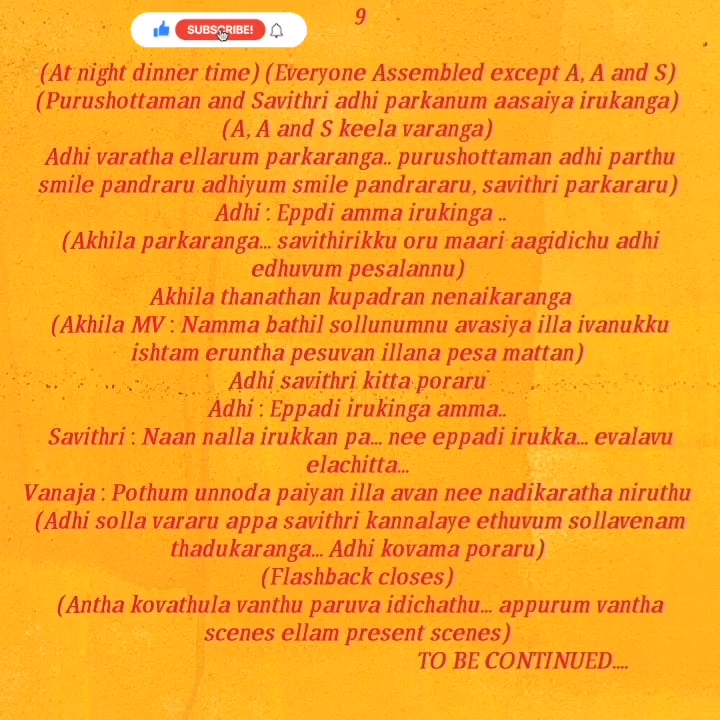 9
SUBSCRIBE!
(At night dinner time) (Everyone Assembled except A, A and S)
(Purushottaman and Savithri adhi parkanum aasaiya irukanga)
(A, A and S keela varanga)
Adhi varatha ellarum parkaranga.. purushottaman adhi parthu
smile pandraru adhiyum smile pandrararu, savithri parkararu)
Adhi : Eppdi amma irukinga ..
(Akhila parkaranga... savithirikku oru maari aagidichu adhi
edhuvum pesalannu)
Akhila thanathan kupadran nenaikaranga
(Akhila MV : Namma bathil sollunumnu avasiya illa ivanukku
ishtam eruntha pesuvan illana pesa mattan)
Adhi savithri kitta poraru
Adhi : Eppadi irukinga amma..
Savithri : Naan nalla irukkan pa... nee eppadi irukka... evalavu
elachitta...
Vanaja : Pothum unnoda paiyan illa avan nee nadikaratha niruthu
(Adhi solla vararu appa savithri kannalaye ethuvum sollavenam
thadukaranga... Adhi kovama poraru)
(Flashback closes)
(Antha kovathula vanthu paruva idichathu... appurum vantha
scenes ellam present scenes)
TO BE CONTINUED....